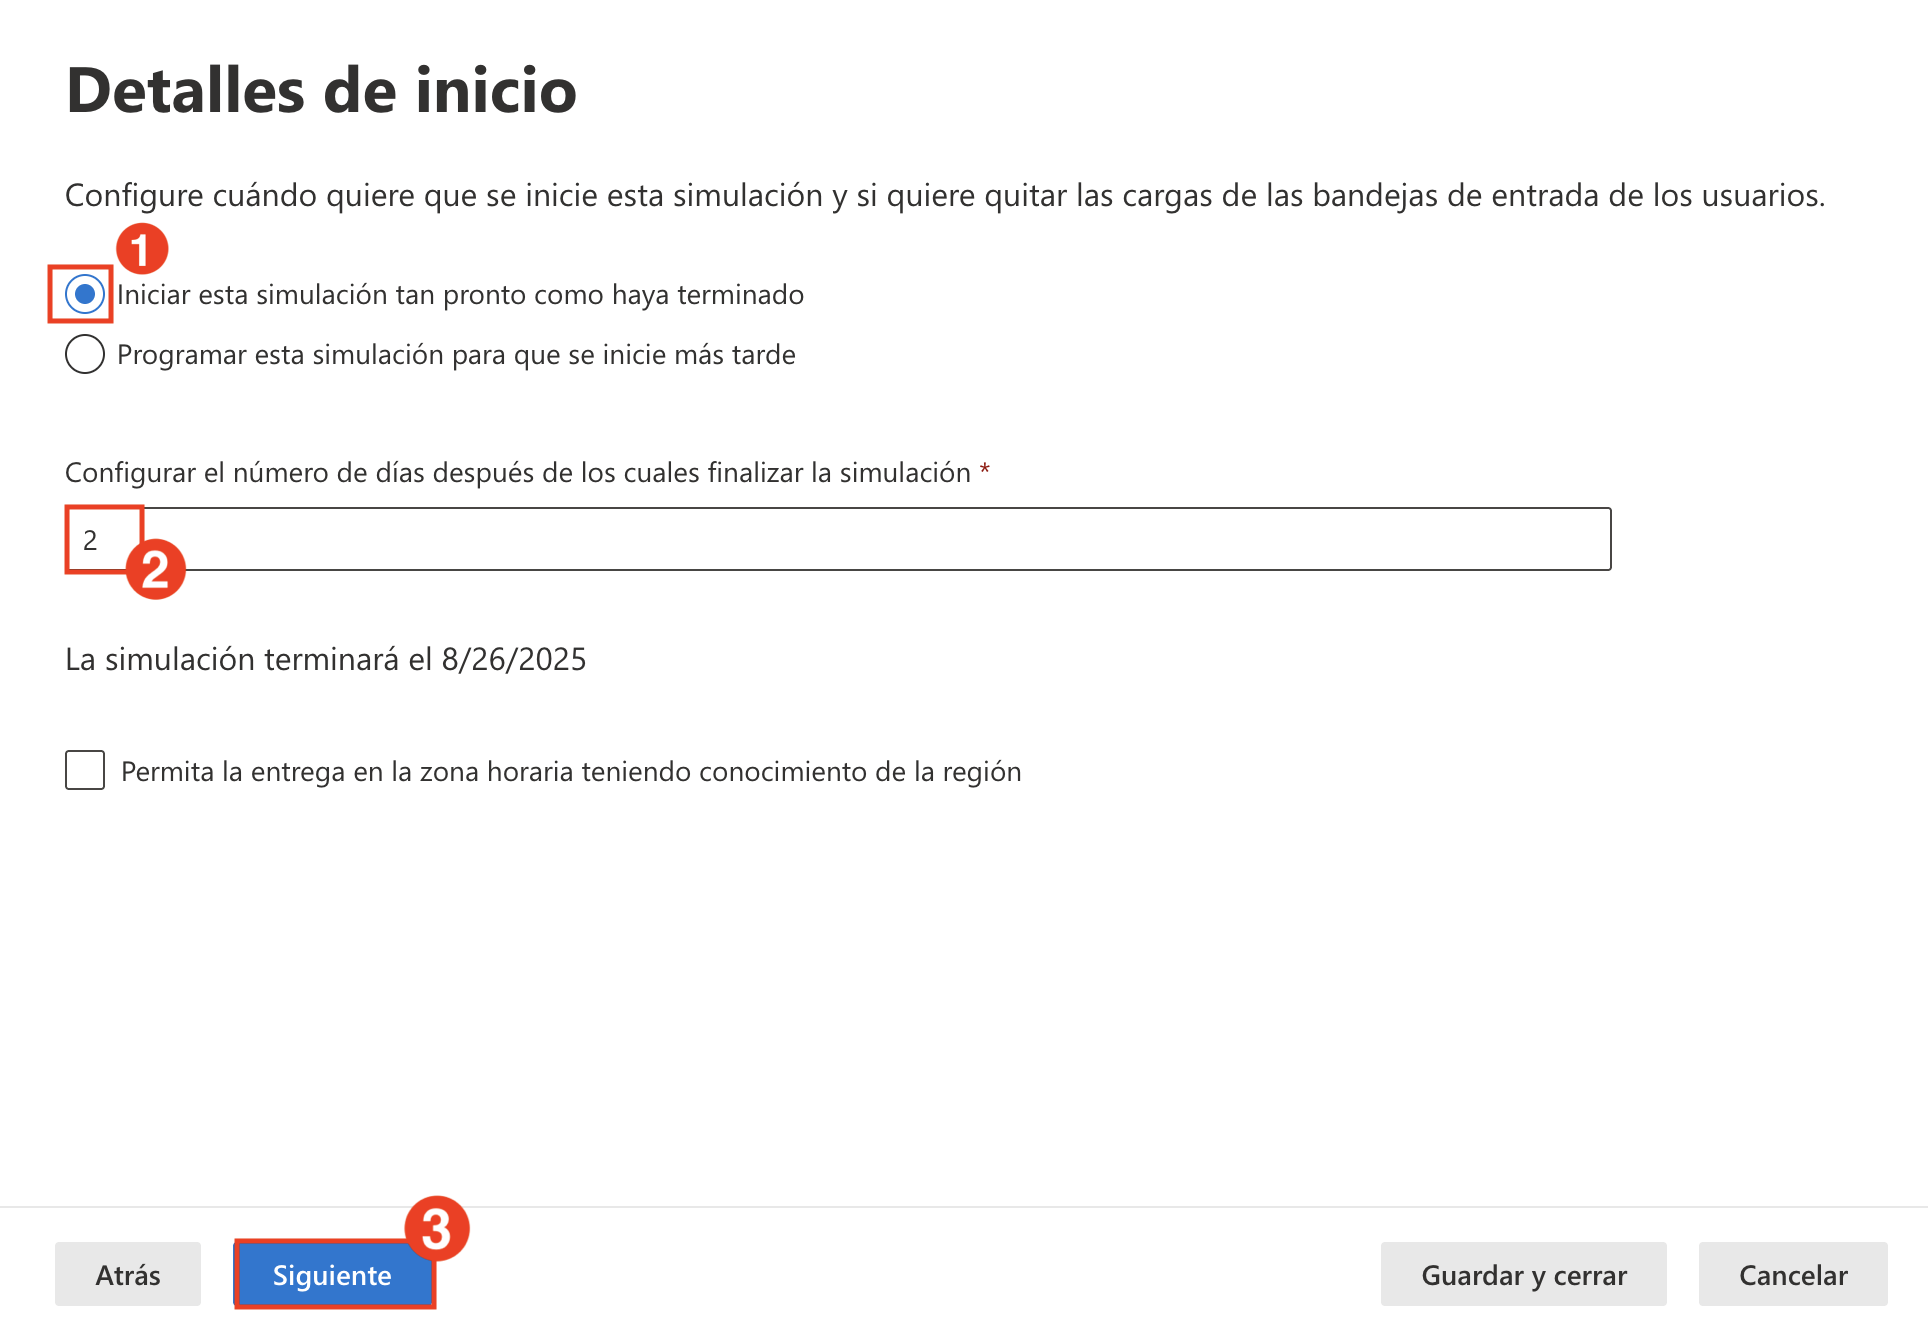 Detalles de inicio
Configure cuándo quiere que se inicie esta simulación y si quiere quitar las cargas de las bandejas de entrada de los usuarios.
1
Iniciar esta simulación tan pronto como haya terminado
Programar esta simulación para que se inicie más tarde
Configurar el número de días después de los cuales finalizar la simulación *
2
2
La simulación terminará el 8/26/2025
Permita la entrega en la zona horaria teniendo conocimiento de la región
3
Atrás
Siguiente
Guardar y cerrar
Cancelar